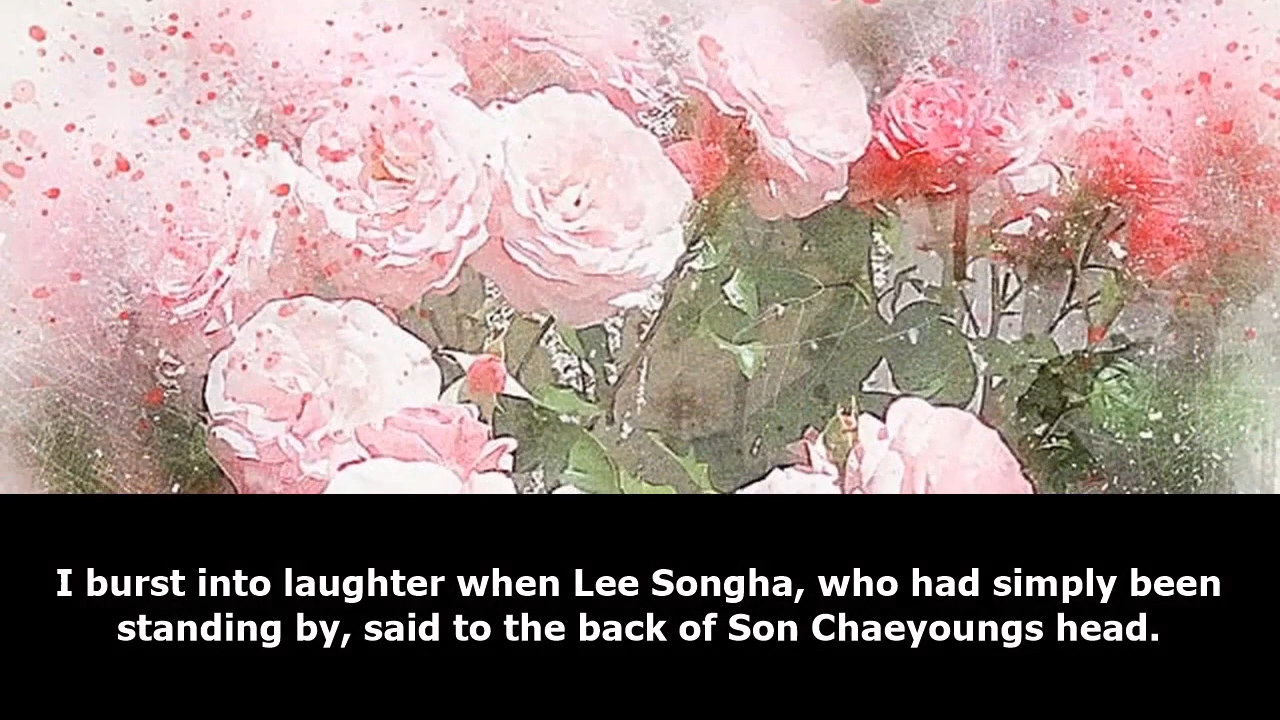 I burst into laughter when Lee Songha, who had simply been
standing by, said to the back of Son Chaeyoungs head.